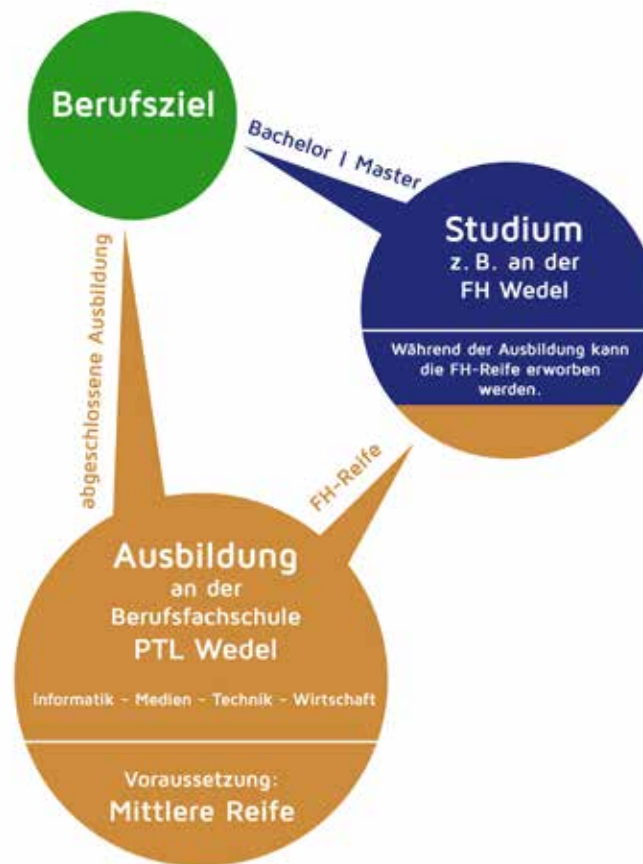 Berufsziel
Bachelor | Master
Studium
z. B. an der
FH Wedel
Während der Ausbildung kann
die FH-Reife erworben
werden.
abgeschlossene Ausbildung
FH-Reife
Ausbildung
an der
Berufsfachschule
PTL Wedel
Informatik - Medien - Technik - Wirtschaft
Voraussetzung:
Mittlere Reife